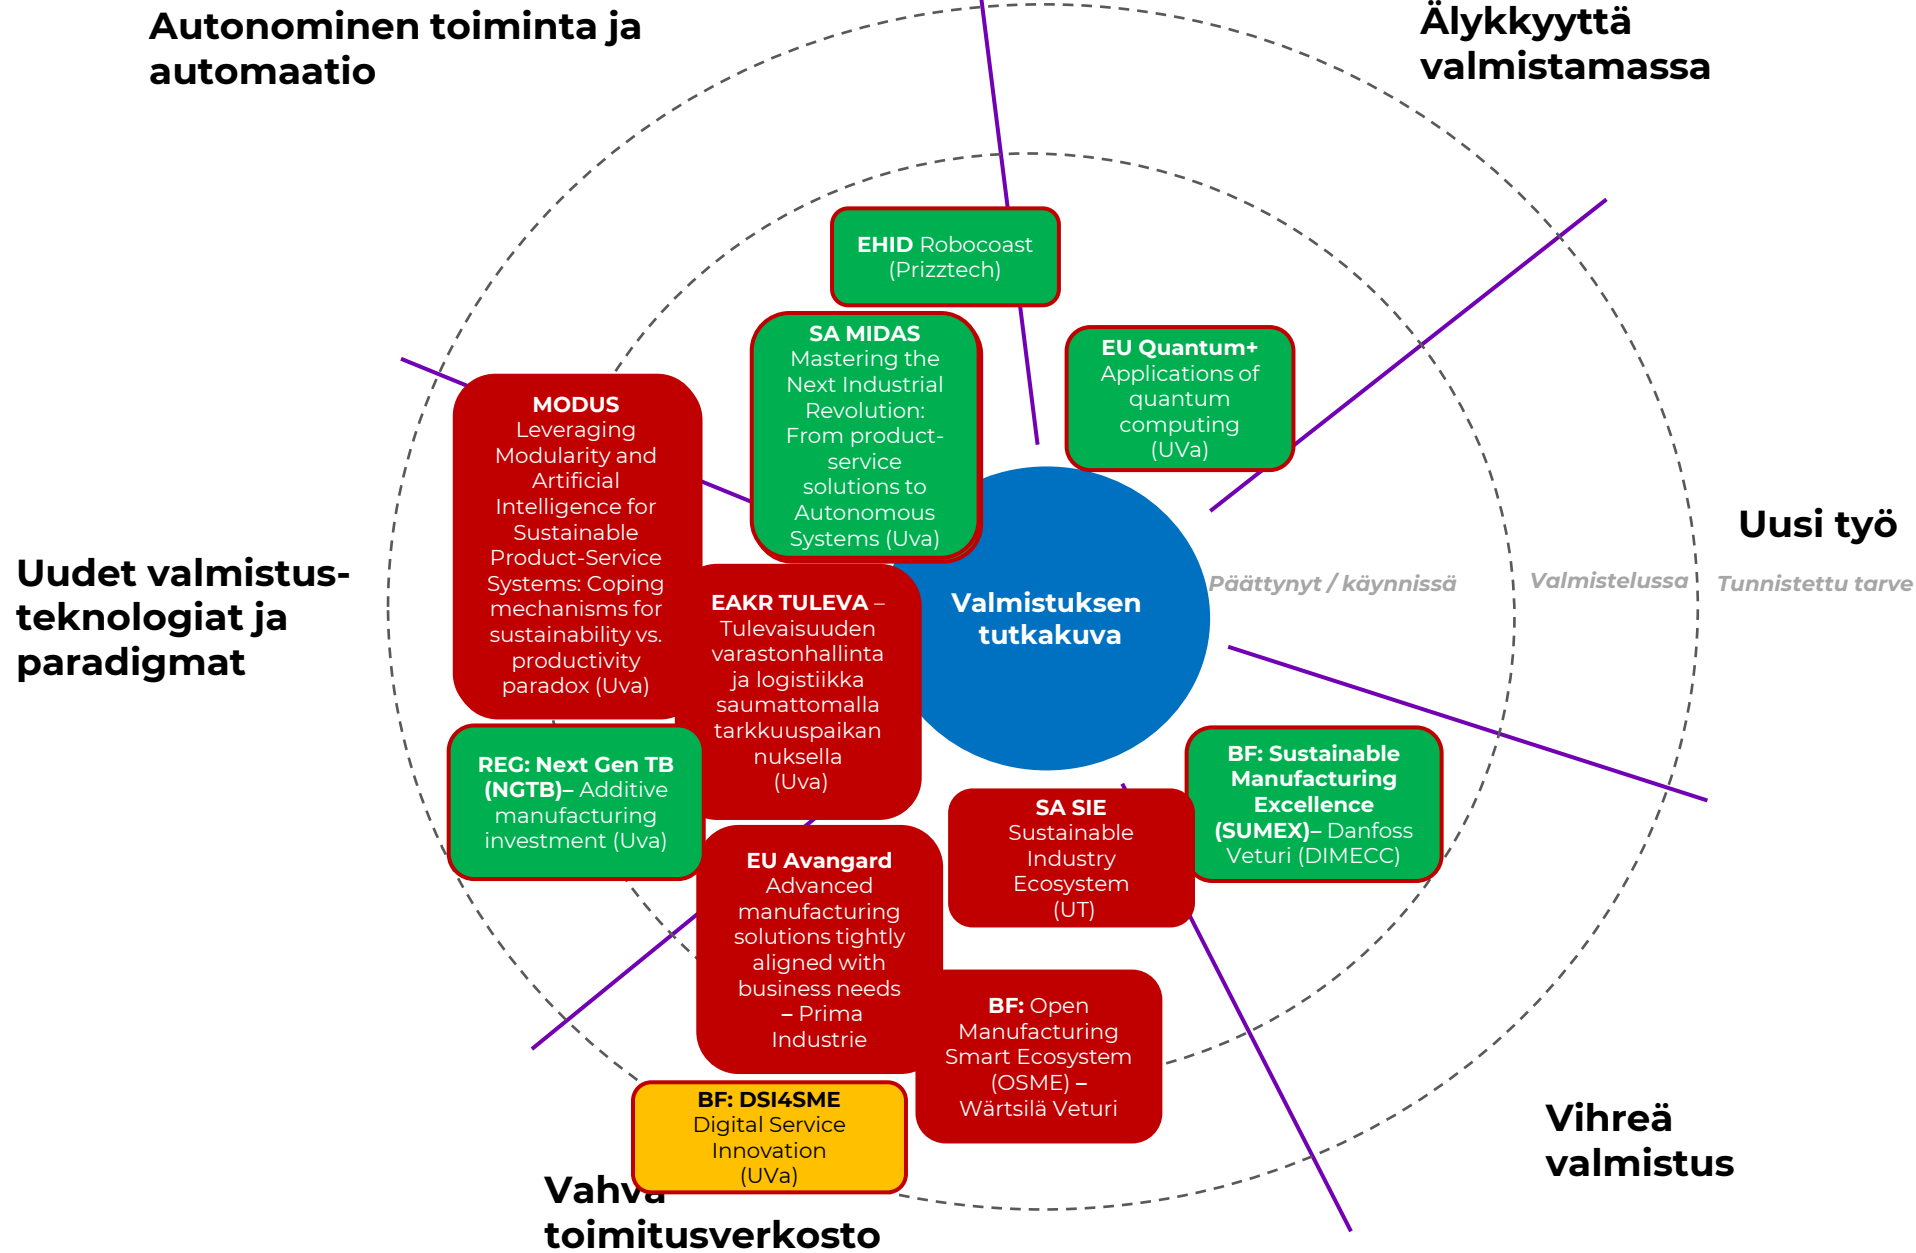 Autonominen toiminta ja
automaatio
Älykkyyttä
valmistamassa
EHID Robocoast
(Prizztech)
SA MIDAS
Mastering the
Next Industrial
Revolution:
From product-
service
solutions to
Autonomous
Systems (Uva)
EU Quantum+
Applications of
quantum
computing
(UVa)
MODUS
Leveraging
Modularity and
Artificial
Intelligence for
Sustainable
Product-Service
Systems: Coping
mechanisms for
sustainability vs.
productivity
paradox (Uva)
Uusi työ
Uudet valmistus-
teknologiat ja
paradigmat
Päättynyt / käynnissä
Valmistelussa
Tunnistettu tarve
Valmistuksen
tutkakuva
EAKR TULEVA –
Tulevaisuuden
varastonhallinta
ja logistiikka
saumattomalla
tarkkuuspaikan
nuksella
(Uva)
REG: Next Gen TB
(NGTB)– Additive
manufacturing
investment (Uva)
BF: Sustainable
Manufacturing
Excellence
(SUMEX)– Danfoss
Veturi (DIMECC)
SA SIE
Sustainable
Industry
Ecosystem
(UT)
EU Avangard
Advanced
manufacturing
solutions tightly
aligned with
business needs
– Prima
Industrie
BF: Open
Manufacturing
Smart Ecosystem
(OSME) –
Wärtsilä Veturi
BF: DSI4SME
Digital Service
Innovation
(UVa)
Vihreä
valmistus
Vahva
toimitusverkosto